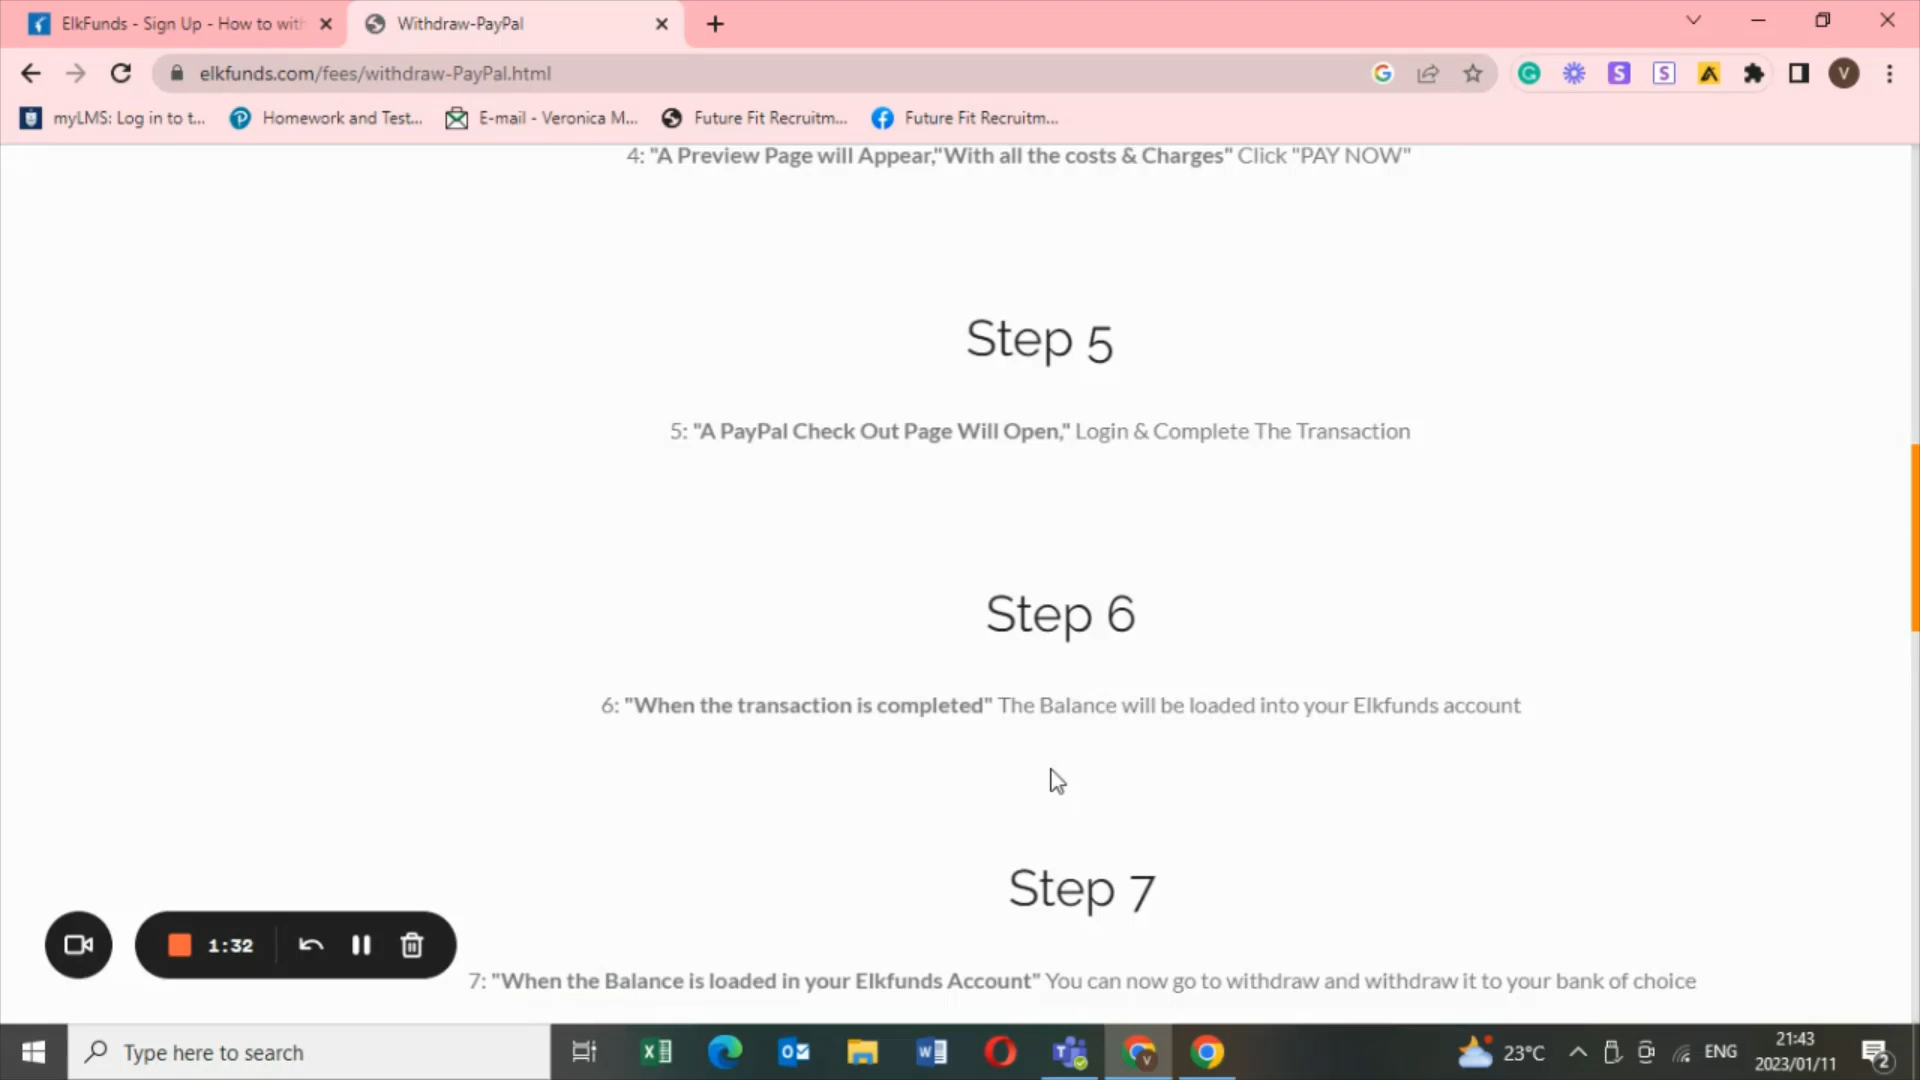 ElkFunds - Sign Up - How to with
Withdraw-PayPal
elkfunds.com/fees/withdraw-PayPal.html
myLMS: Log in to t...
Homework and Test...
E-mail - Veronica M...
Future Fit Recruitm...
Future Fit Recruitm...
4: "A Preview Page will Appear,"With all the costs & Charges" Click "PAY NOW"
Step 5
5: "A PayPal Check Out Page Will Open," Login & Complete The Transaction
Step 6
6: "When the transaction is completed" The Balance will be loaded into your Elkfunds account
Step 7
1:32
7: "When the Balance is loaded in your Elkfunds Account" You can now go to withdraw and withdraw it to your bank of choice
Type here to search
23°C
ENG
21:43
2023/01/11
2